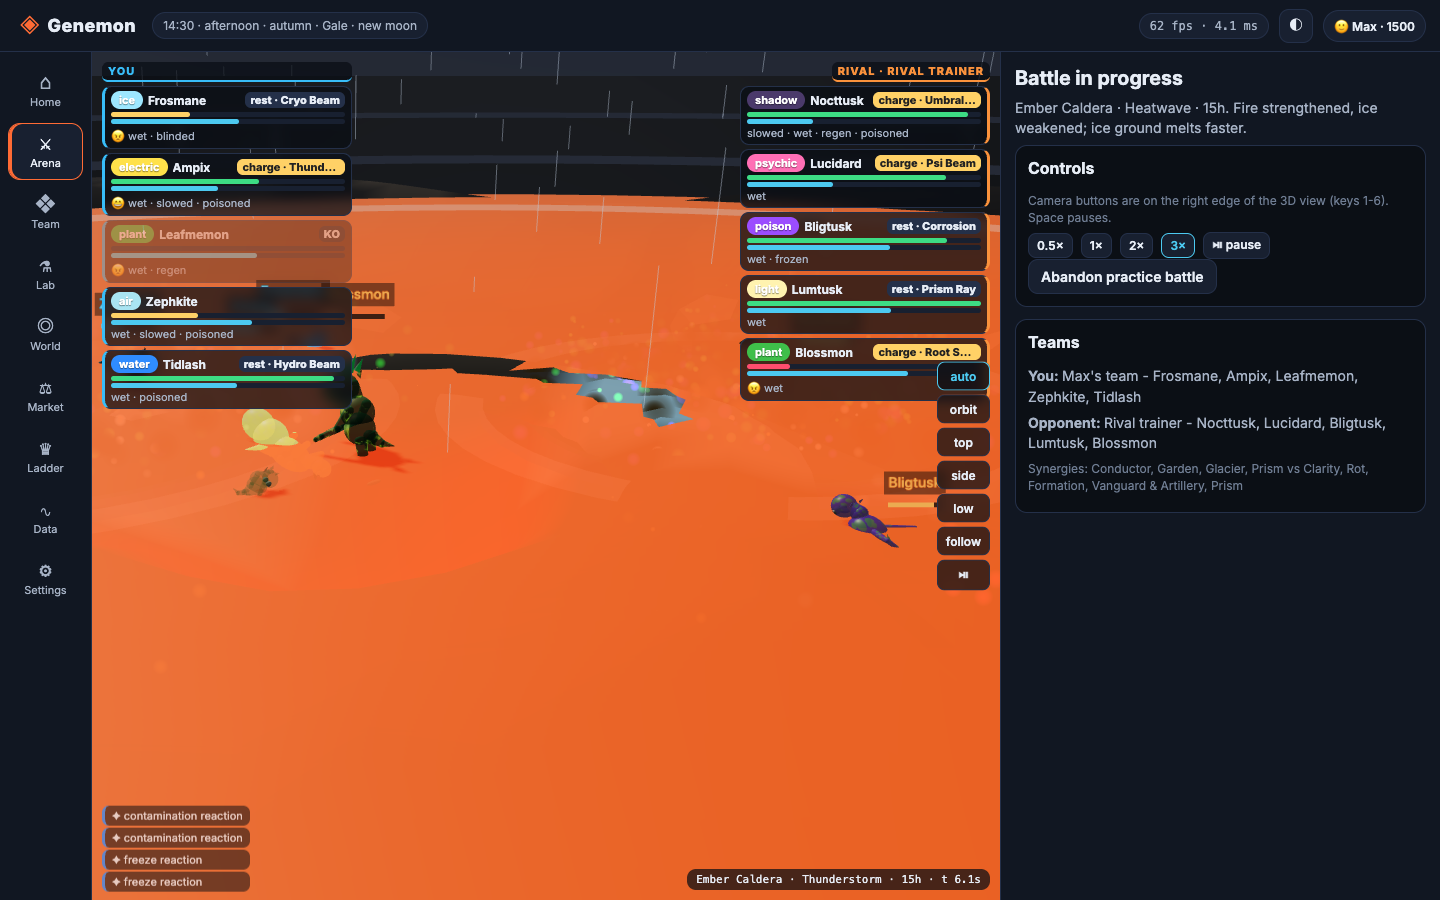 Genemon
14:30 · afternoon · autumn · Gale · new moon
62 fps · 4.1 ms
Max · 1500
Home
Arena
Team
Lab
World
Market
Ladder
Data
Settings
YOU
ice Frosmane rest · Cryo Beam
wet · blinded
electric Ampix charge · Thund...
wet · slowed · poisoned
plant Leafmemon KO
wet · regen
air Zephkite
wet · slowed · poisoned
water Tidlash rest · Hydro Beam
wet · poisoned
RIVAL · RIVAL TRAINER
shadow Nocttusk charge · Umbral...
slowed · wet · regen · poisoned
psychic Lucidard charge · Psi Beam
wet
poison Bligtusk rest · Corrosion
wet · frozen
light Lumtusk rest · Prism Ray
wet
plant Blossmon charge · Root S...
wet
ssmon
Bligtusk
auto
orbit
top
side
low
follow
contamination reaction
contamination reaction
freeze reaction
freeze reaction
Ember Caldera · Thunderstorm · 15h · t 6.1s
Battle in progress
Ember Caldera · Heatwave · 15h. Fire strengthened, ice
weakened; ice ground melts faster.
Controls
Camera buttons are on the right edge of the 3D view (keys 1-6).
Space pauses.
0.5× 1× 2× 3× pause
Abandon practice battle
Teams
You: Max's team - Frosmane, Ampix, Leafmemon,
Zephkite, Tidlash
Opponent: Rival trainer - Nocttusk, Lucidard, Bligtusk,
Lumtusk, Blossmon
Synergies: Conductor, Garden, Glacier, Prism vs Clarity, Rot,
Formation, Vanguard & Artillery, Prism